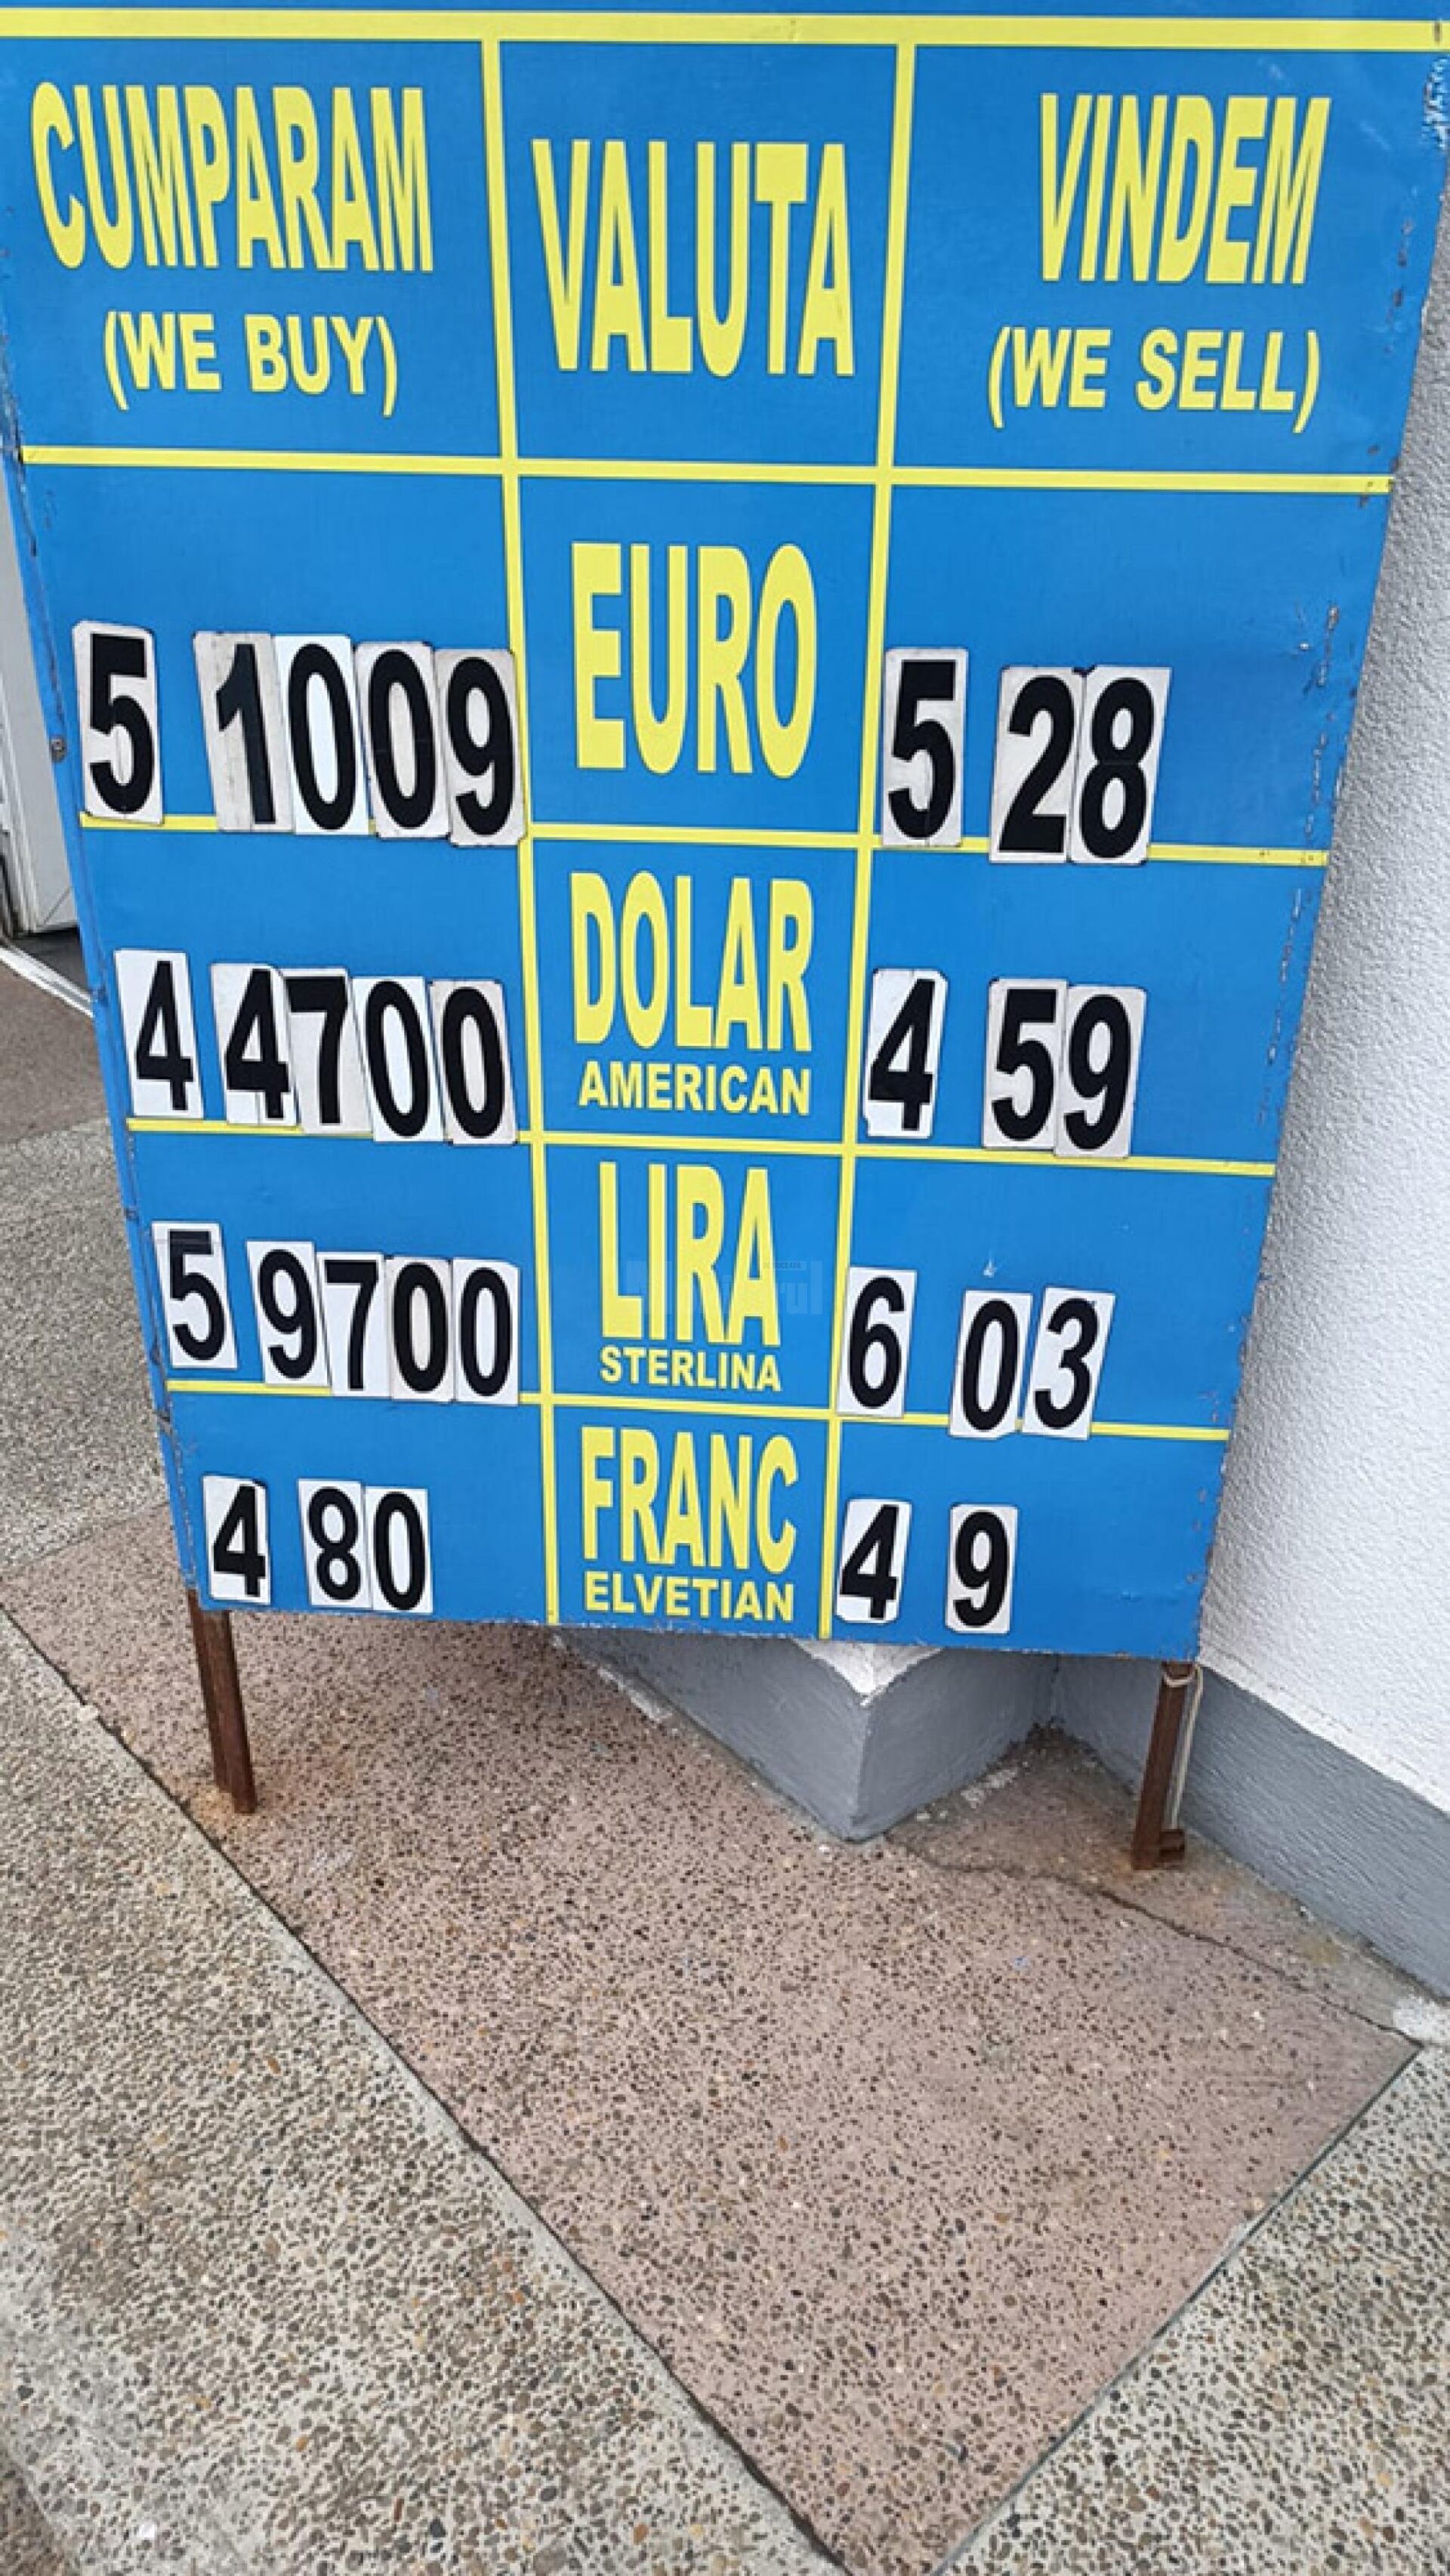 CUMPARAM
(WE BUY)
VALUTA
VINDEM
(WE SELL)
5 1009
EURO
5 28
4 4700
DOLAR
AMERICAN
4 59
5 9700
LIRA
STERLINA
6 03
4 80
FRANC
ELVETIAN
4 9